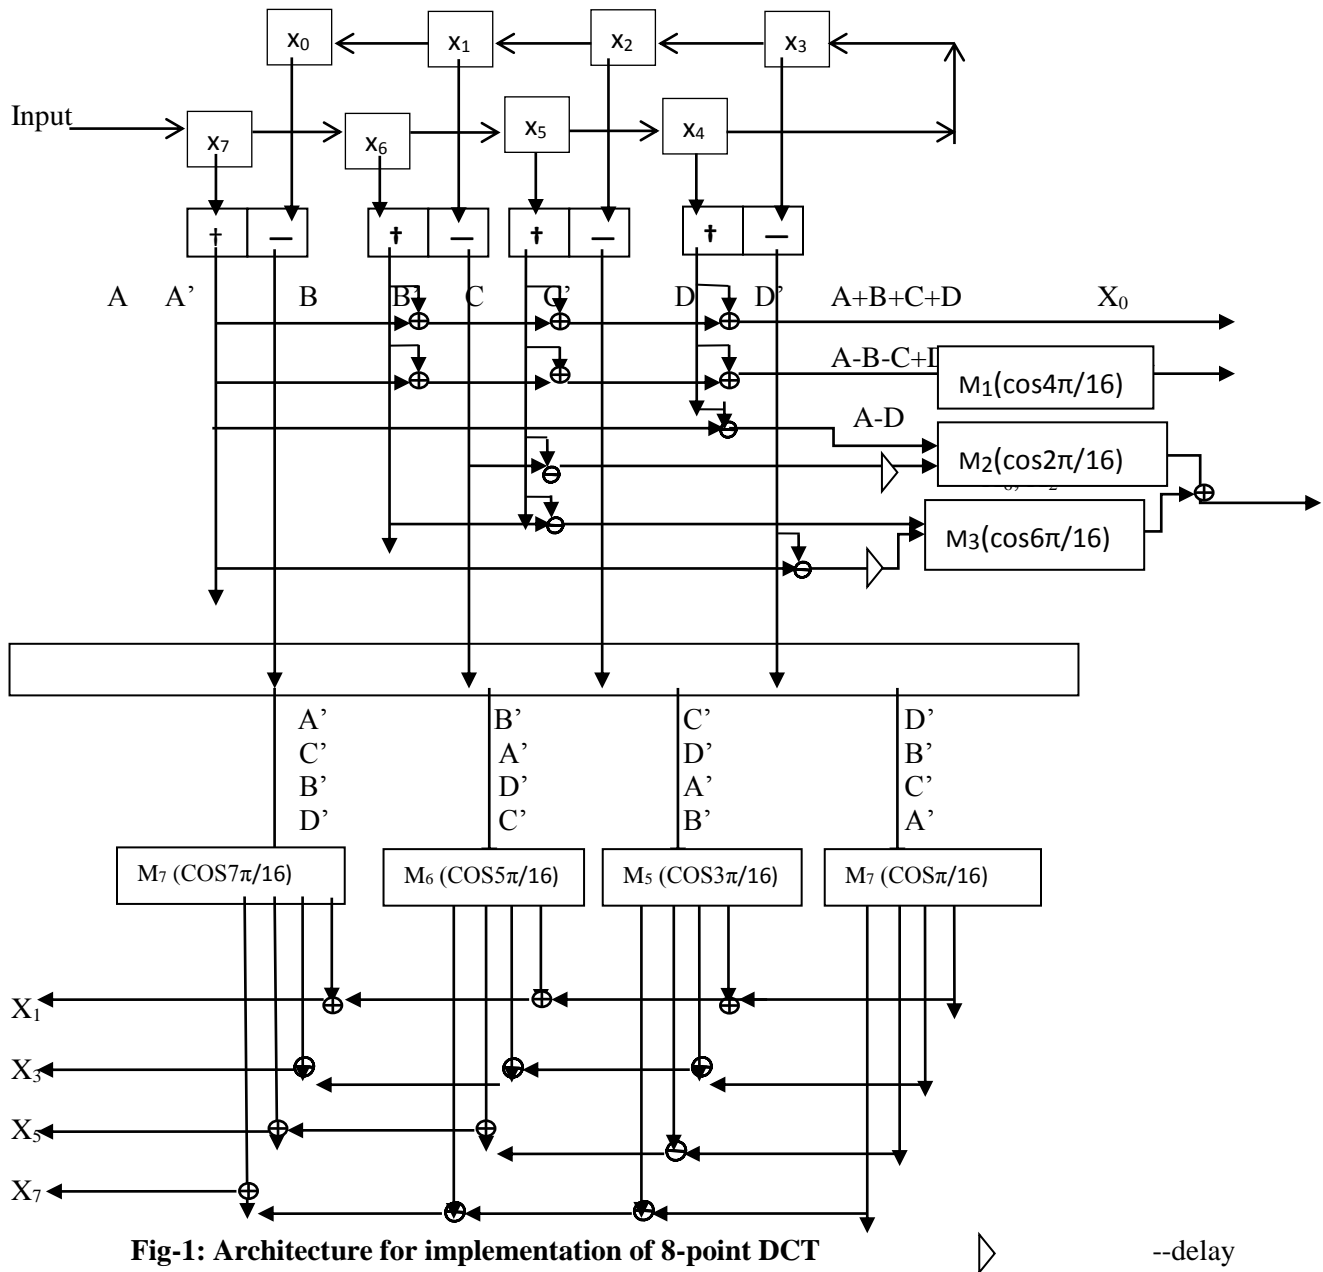 x₀ x₁ x₂ x₃
Input
x₇ x₆ x₅ x₄
† — † — † — † —
A A’ B B’ C C’ D D’ A+B+C+D X₀
A-B-C+D
M₁(cos4π/16)
A-D
M₂(cos2π/16)
M₃(cos6π/16)
A’ B’ C’ D’
C’ A’ D’ B’
B’ D’ A’ C’
D’ C’ B’ A’
M₇ (COS7π/16) M₆ (COS5π/16) M₅ (COS3π/16) M₇ (COSπ/16)
X₁
X₃
X₅
X₇
Fig-1: Architecture for implementation of 8-point DCT --delay